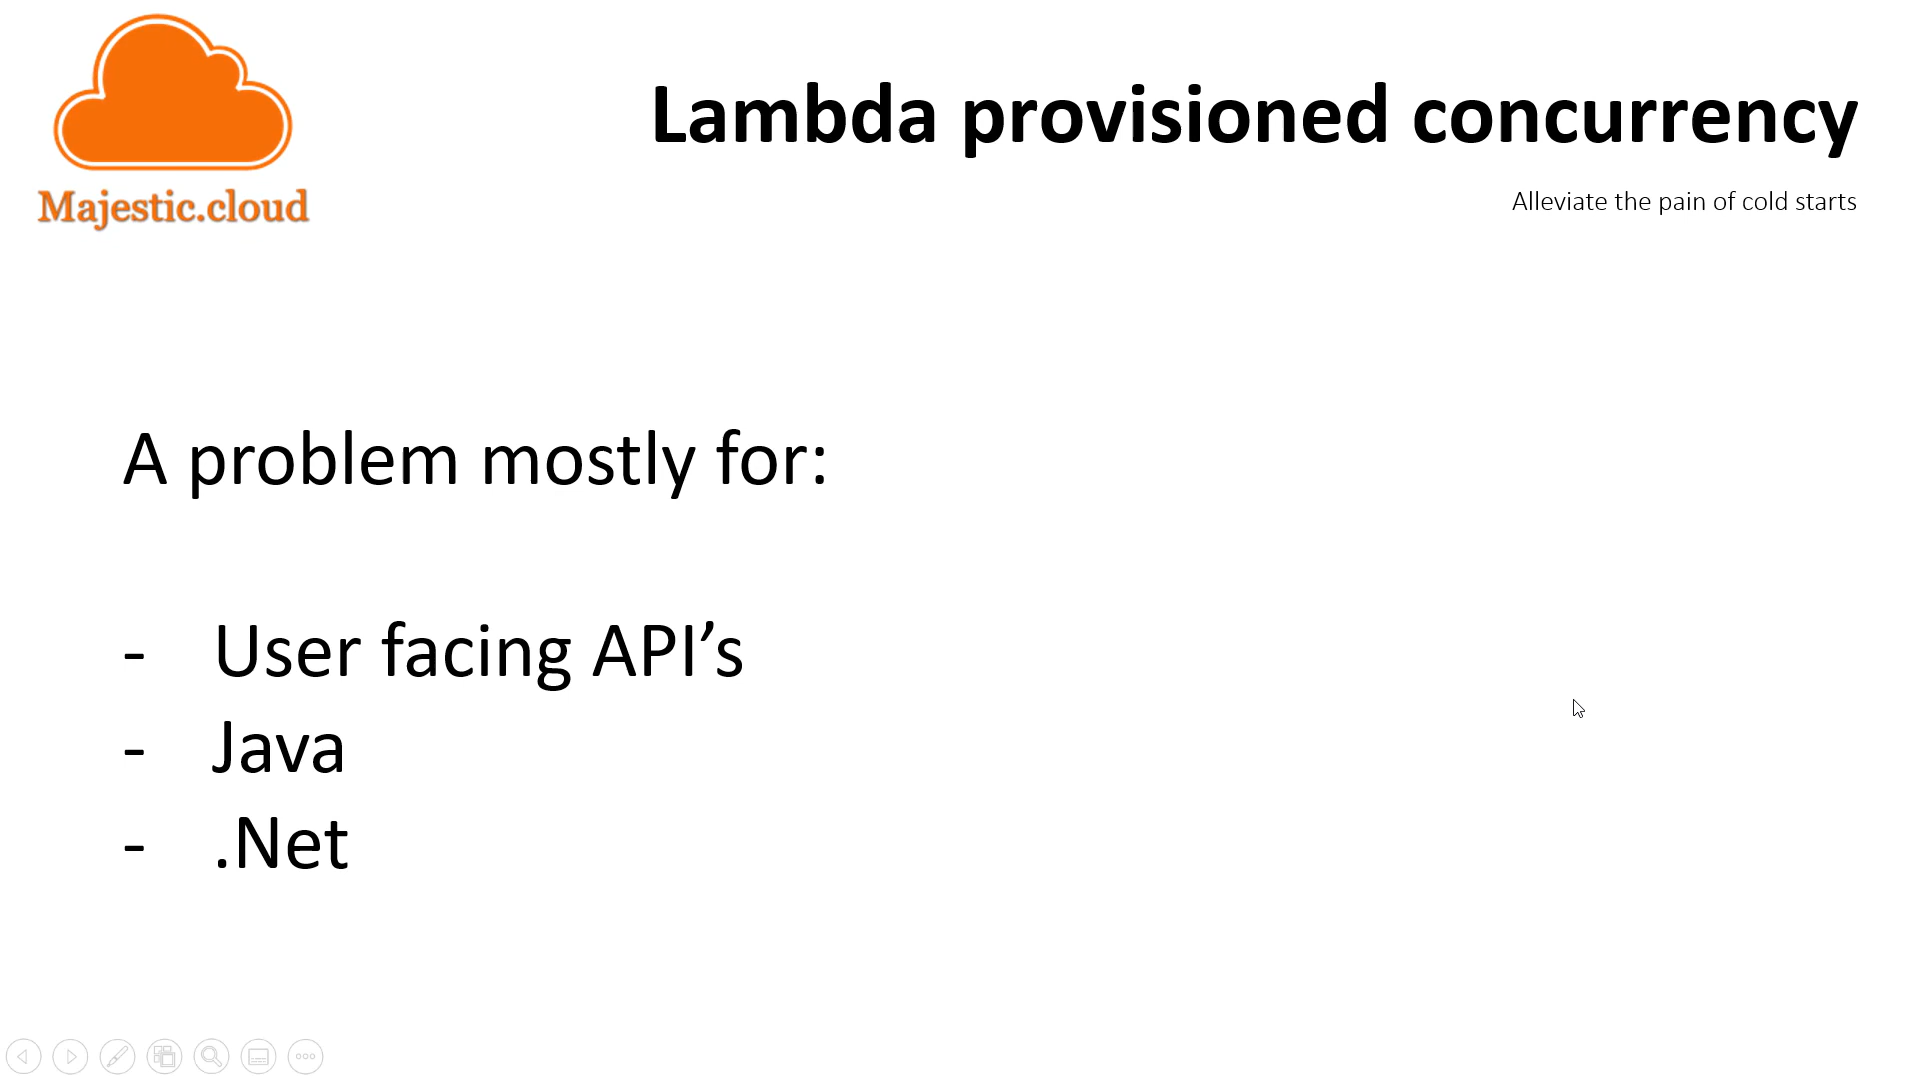 Majestic.cloud
Lambda provisioned concurrency
Alleviate the pain of cold starts
A problem mostly for:
- User facing API’s
- Java
- .Net